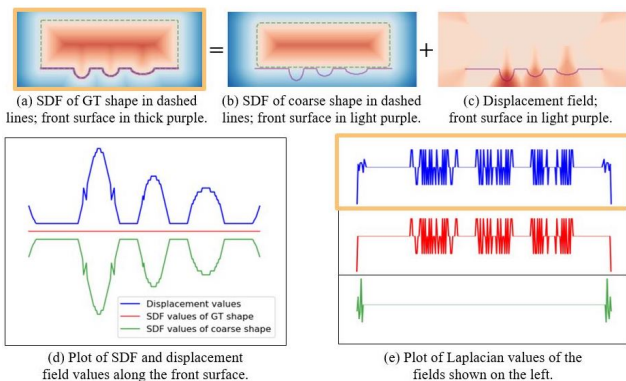 =
+
(a) SDF of GT shape in dashed
lines; front surface in thick purple.
(b) SDF of coarse shape in dashed
lines; front surface in light purple.
(c) Displacement field;
front surface in light purple.
Displacement values
SDF values of GT shape
SDF values of coarse shape
(d) Plot of SDF and displacement
field values along the front surface.
(e) Plot of Laplacian values of the
fields shown on the left.